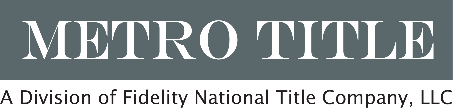 METRO TITLE
A Division of Fidelity National Title Company, LLC